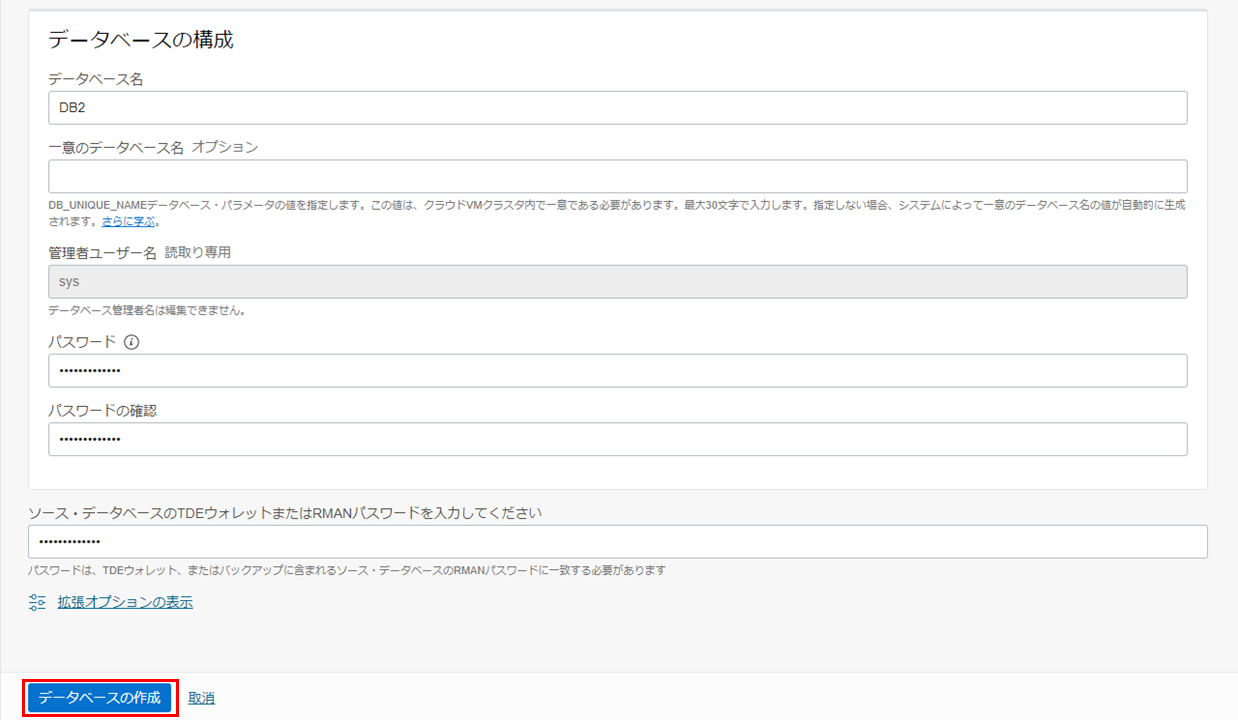 データベースの構成
データベース名
DB2
一意のデータベース名 オプション
DB_UNIQUE_NAMEデータベース・パラメータの値を指定します。この値は、クラウドVMクラスタ内で一意である必要があります。最大30文字で入力します。指定しない場合、システムによって一意のデータベース名の値が自動的に生成
されます。さらに学ぶ。
管理者ユーザー名 読取り専用
sys
データベース管理者名は編集できません。
パスワード
•••••••••••••
パスワードの確認
•••••••••••••
ソース・データベースのTDEウォレットまたはRMANパスワードを入力してください
•••••••••••••
パスワードは、TDEウォレット、またはバックアップに含まれるソース・データベースのRMANパスワードに一致する必要があります
拡張オプションの表示
データベースの作成 取消